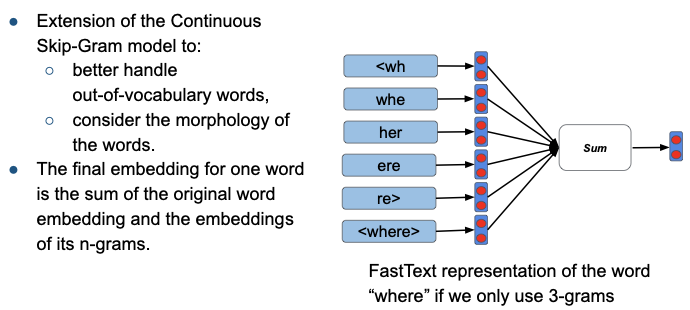 ● Extension of the Continuous
Skip-Gram model to:
○ better handle
out-of-vocabulary words,
○ consider the morphology of
the words.
● The final embedding for one word
is the sum of the original word
embedding and the embeddings
of its n-grams.
<wh
whe
her
ere
re>
<where>
Sum
FastText representation of the word
“where” if we only use 3-grams